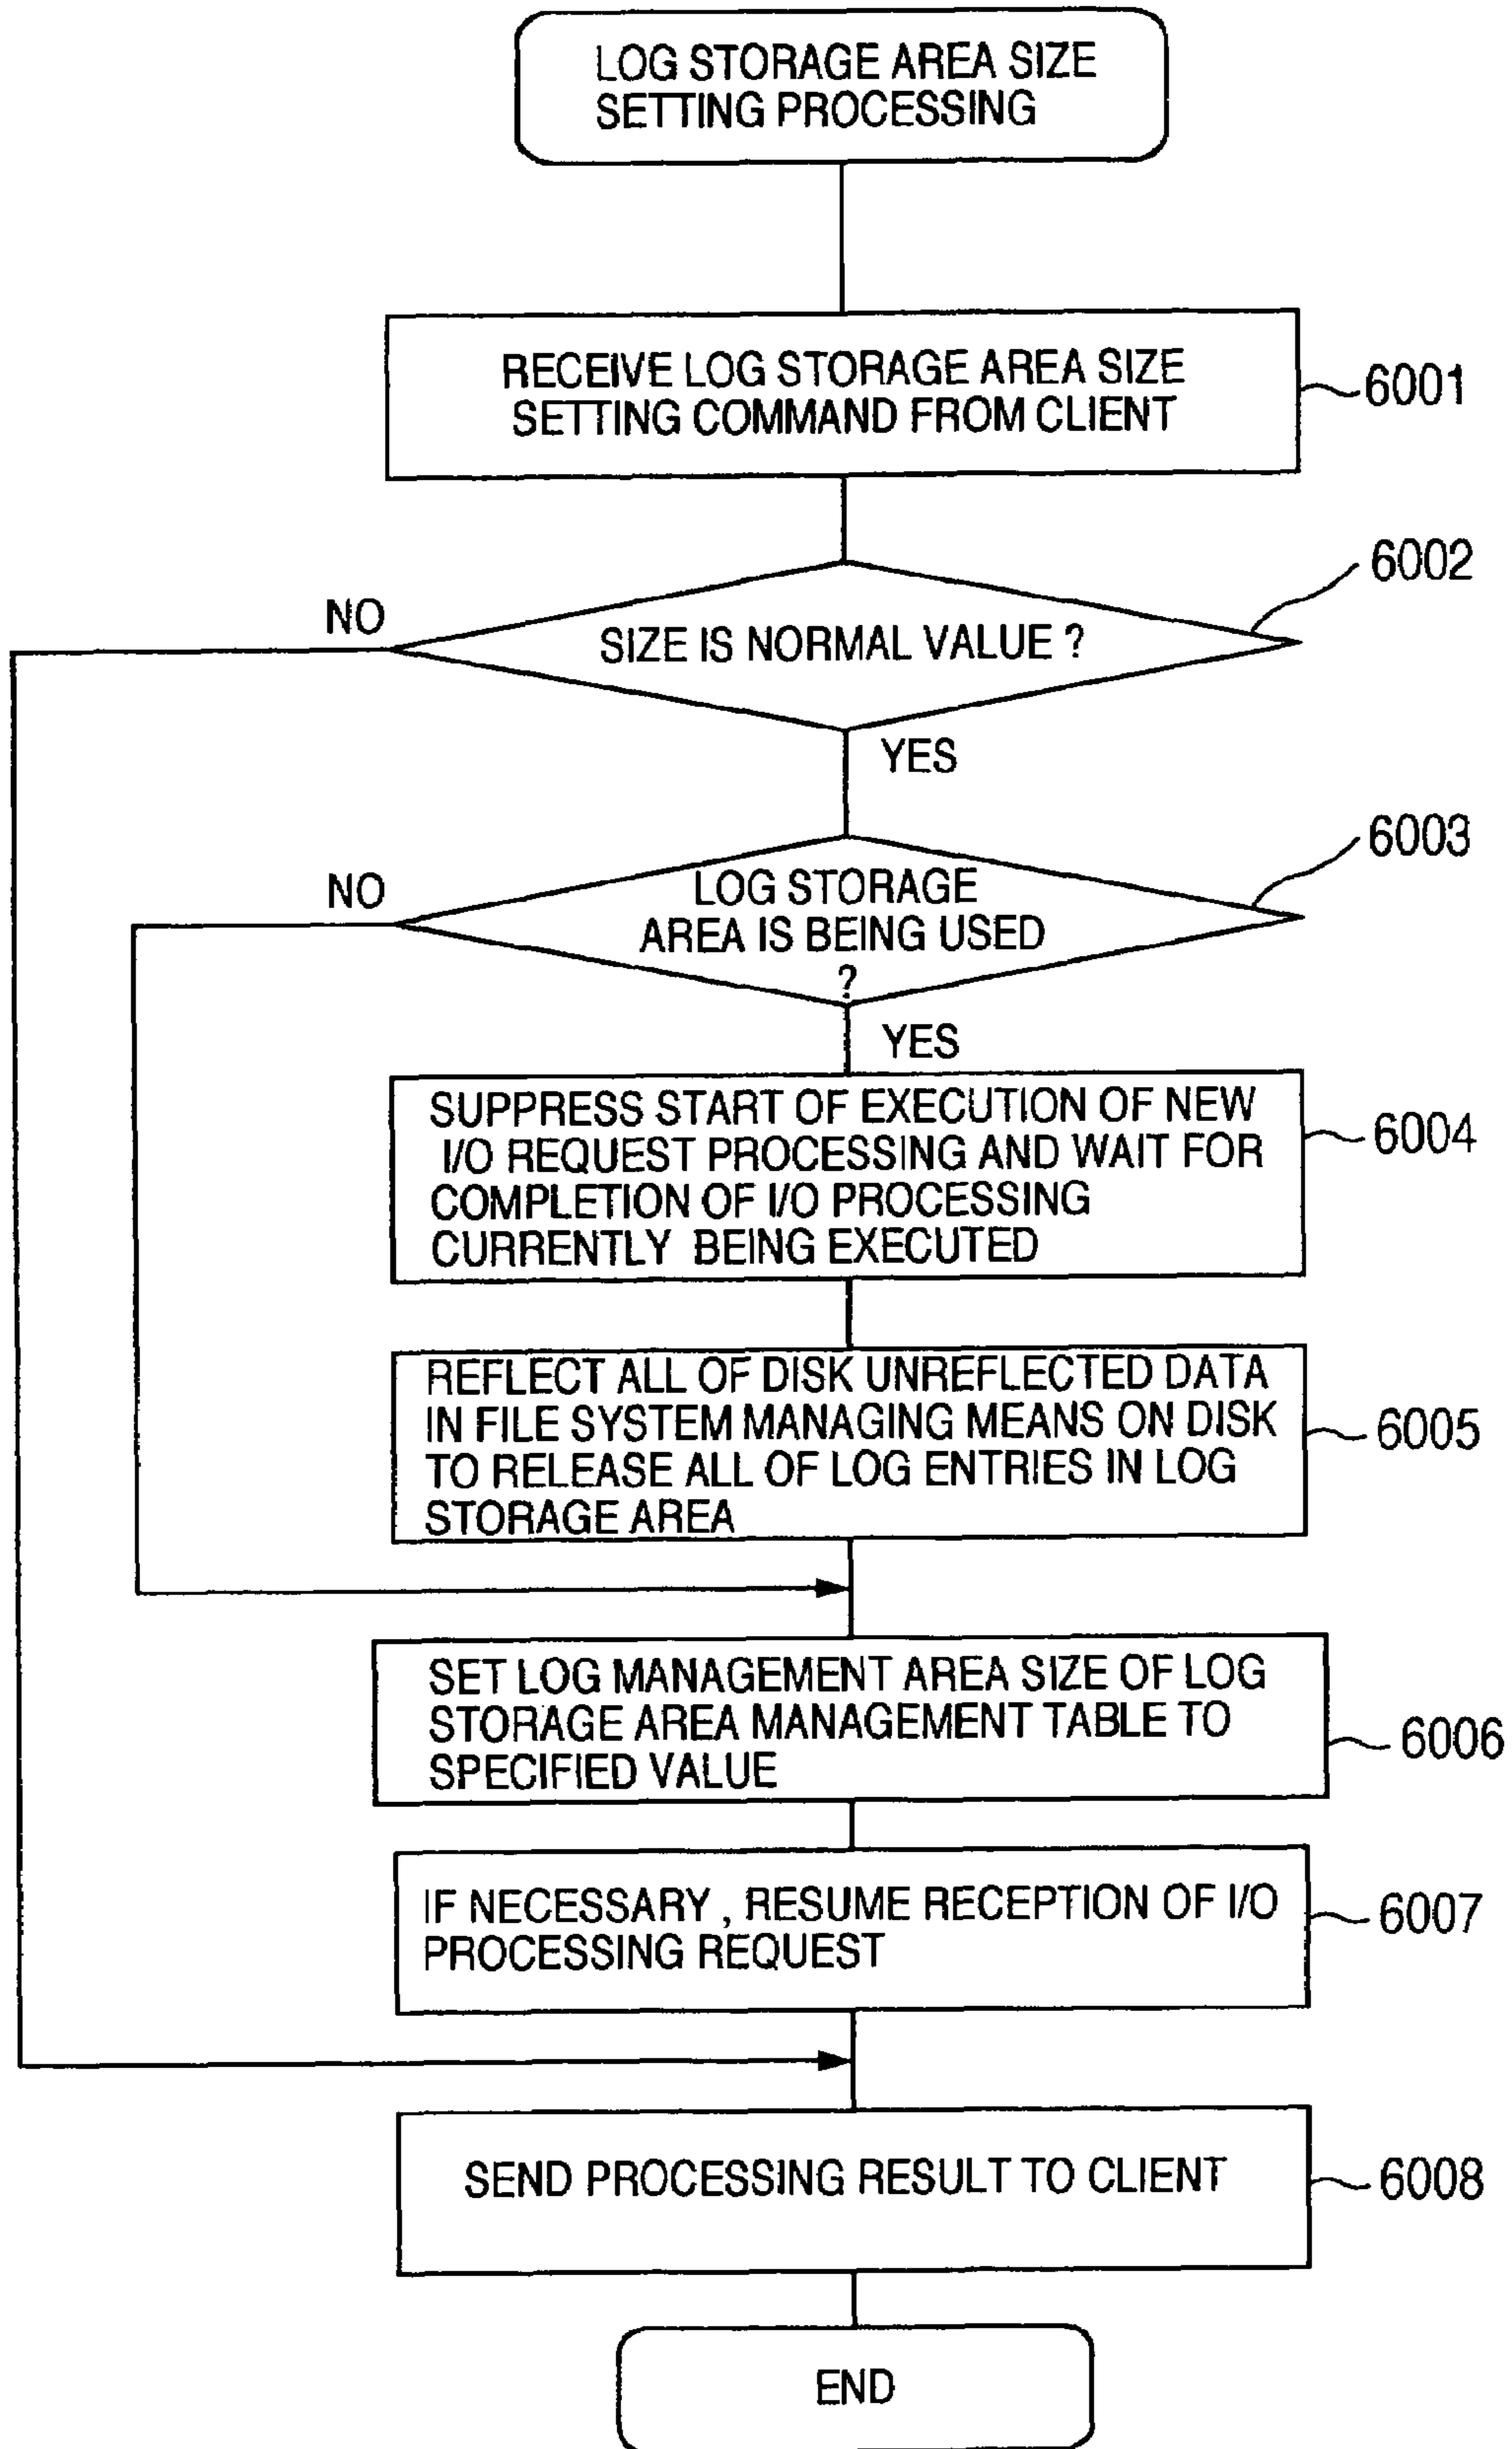 LOG STORAGE AREA SIZE
SETTING PROCESSING
RECEIVE LOG STORAGE AREA SIZE
SETTING COMMAND FROM CLIENT
6001
6002
NO
SIZE IS NORMAL VALUE ?
YES
6003
NO
LOG STORAGE
AREA IS BEING USED
?
YES
SUPPRESS START OF EXECUTION OF NEW
I/O REQUEST PROCESSING AND WAIT FOR
COMPLETION OF I/O PROCESSING
CURRENTLY BEING EXECUTED
6004
REFLECT ALL OF DISK UNREFLECTED DATA
IN FILE SYSTEM MANAGING MEANS ON DISK
TO RELEASE ALL OF LOG ENTRIES IN LOG
STORAGE AREA
6005
SET LOG MANAGEMENT AREA SIZE OF LOG
STORAGE AREA MANAGEMENT TABLE TO
SPECIFIED VALUE
6006
IF NECESSARY , RESUME RECEPTION OF I/O
PROCESSING REQUEST
6007
SEND PROCESSING RESULT TO CLIENT
6008
END